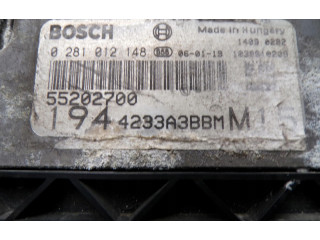 BOSCH
Made in Hungary
0 281 012 148 06-01-18
55202700
194 4233A3BBM